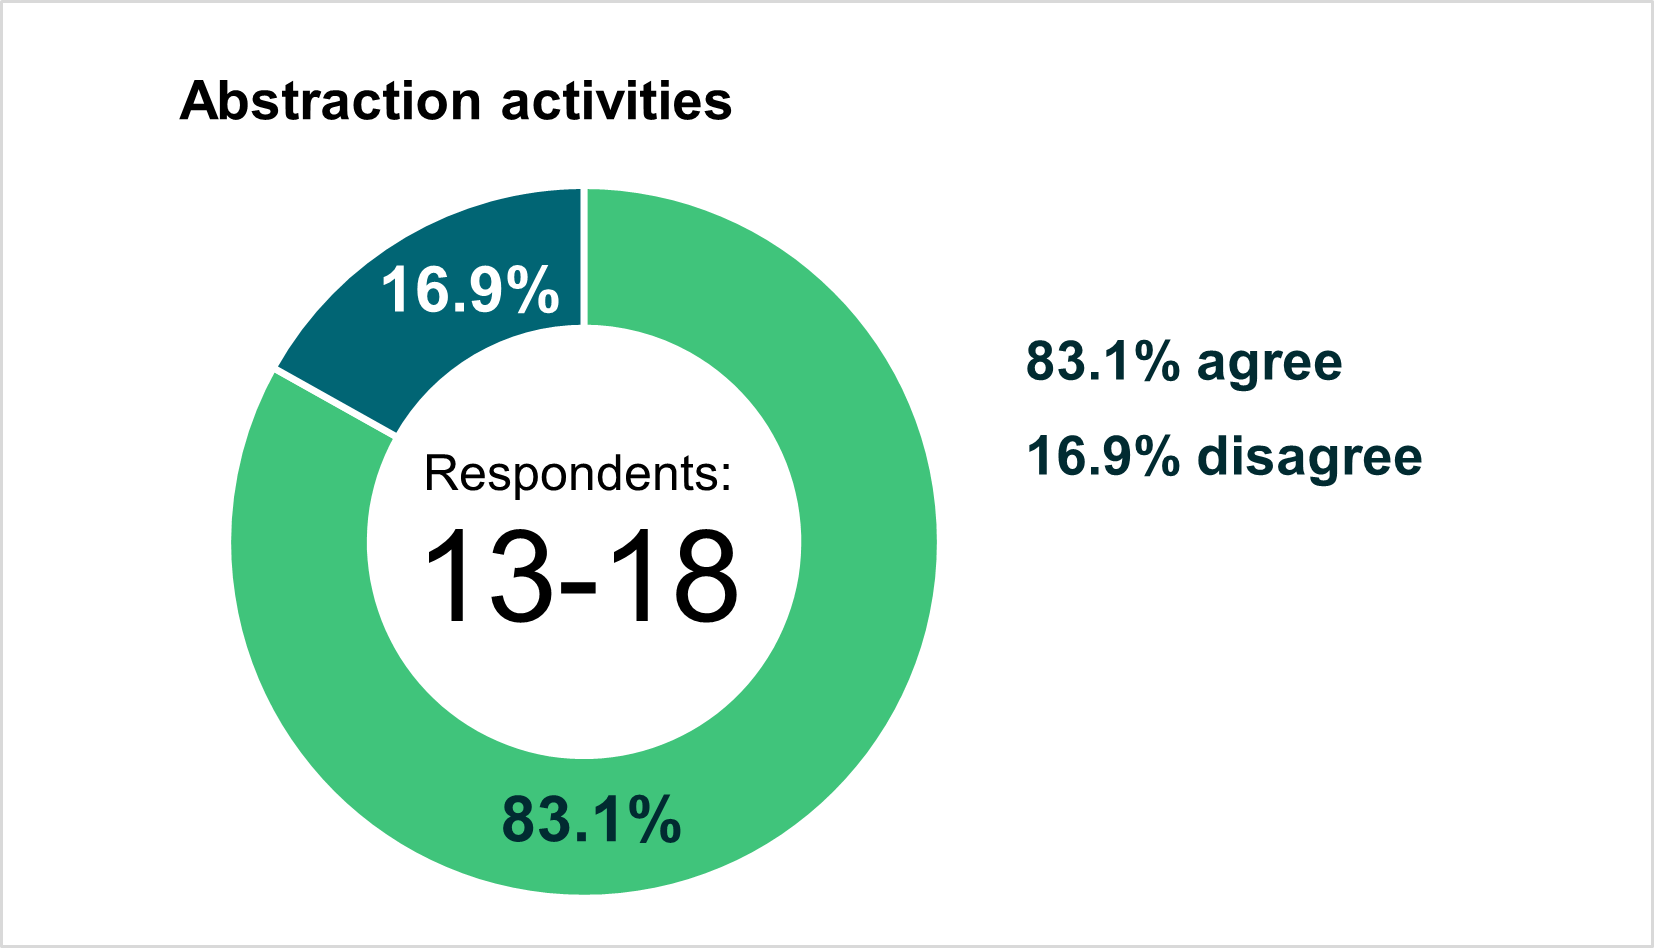 Abstraction activities
16.9%
83.1% agree
16.9% disagree
Respondents:
13-18
83.1%